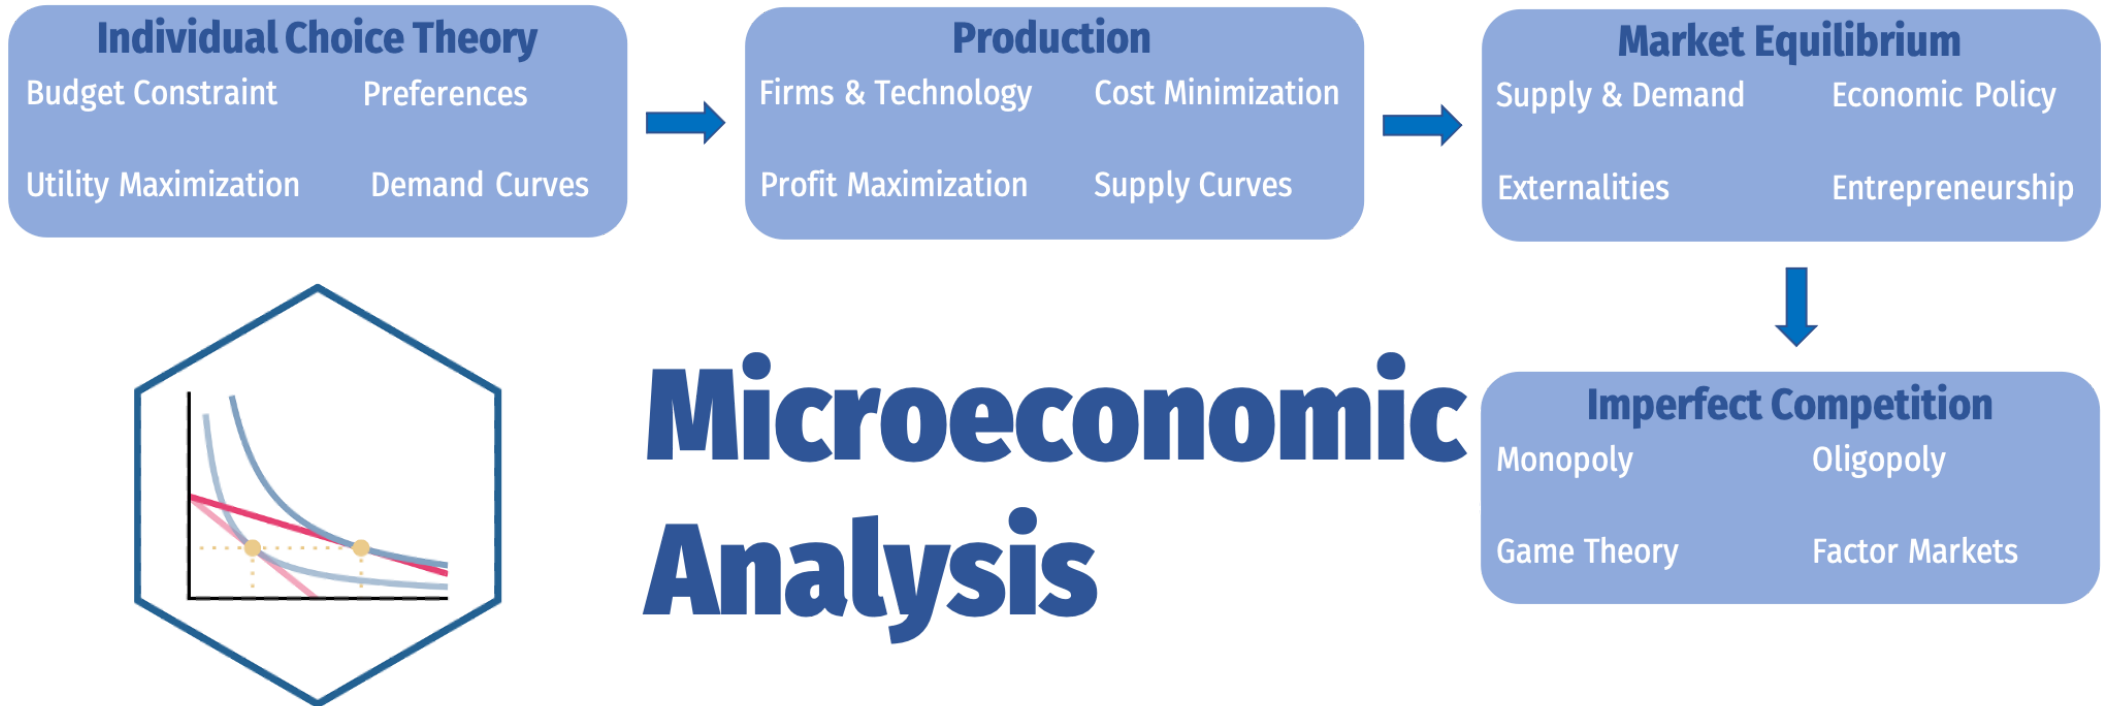 Individual Choice Theory
Budget Constraint Preferences
Utility Maximization Demand Curves
Production
Firms & Technology Cost Minimization
Profit Maximization Supply Curves
Market Equilibrium
Supply & Demand Economic Policy
Externalities Entrepreneurship
Microeconomic
Analysis
Imperfect Competition
Monopoly Oligopoly
Game Theory Factor Markets